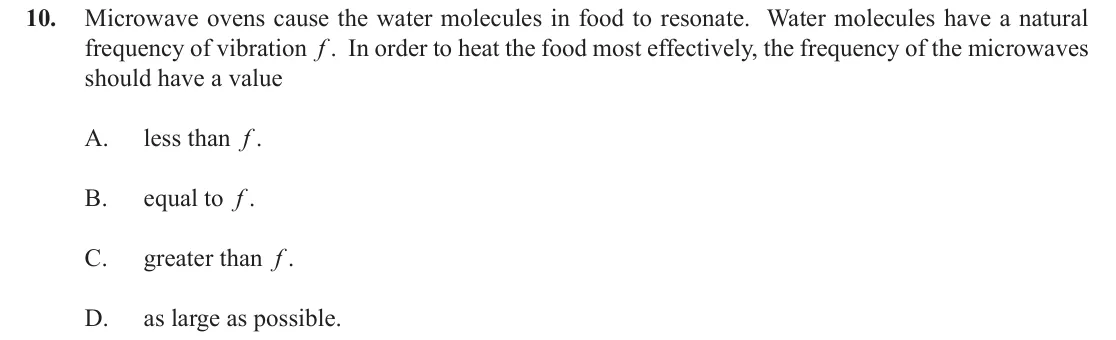 10. Microwave ovens cause the water molecules in food to resonate. Water molecules have a natural
frequency of vibration f. In order to heat the food most effectively, the frequency of the microwaves
should have a value
A. less than f.
B. equal to f.
C. greater than f.
D. as large as possible.